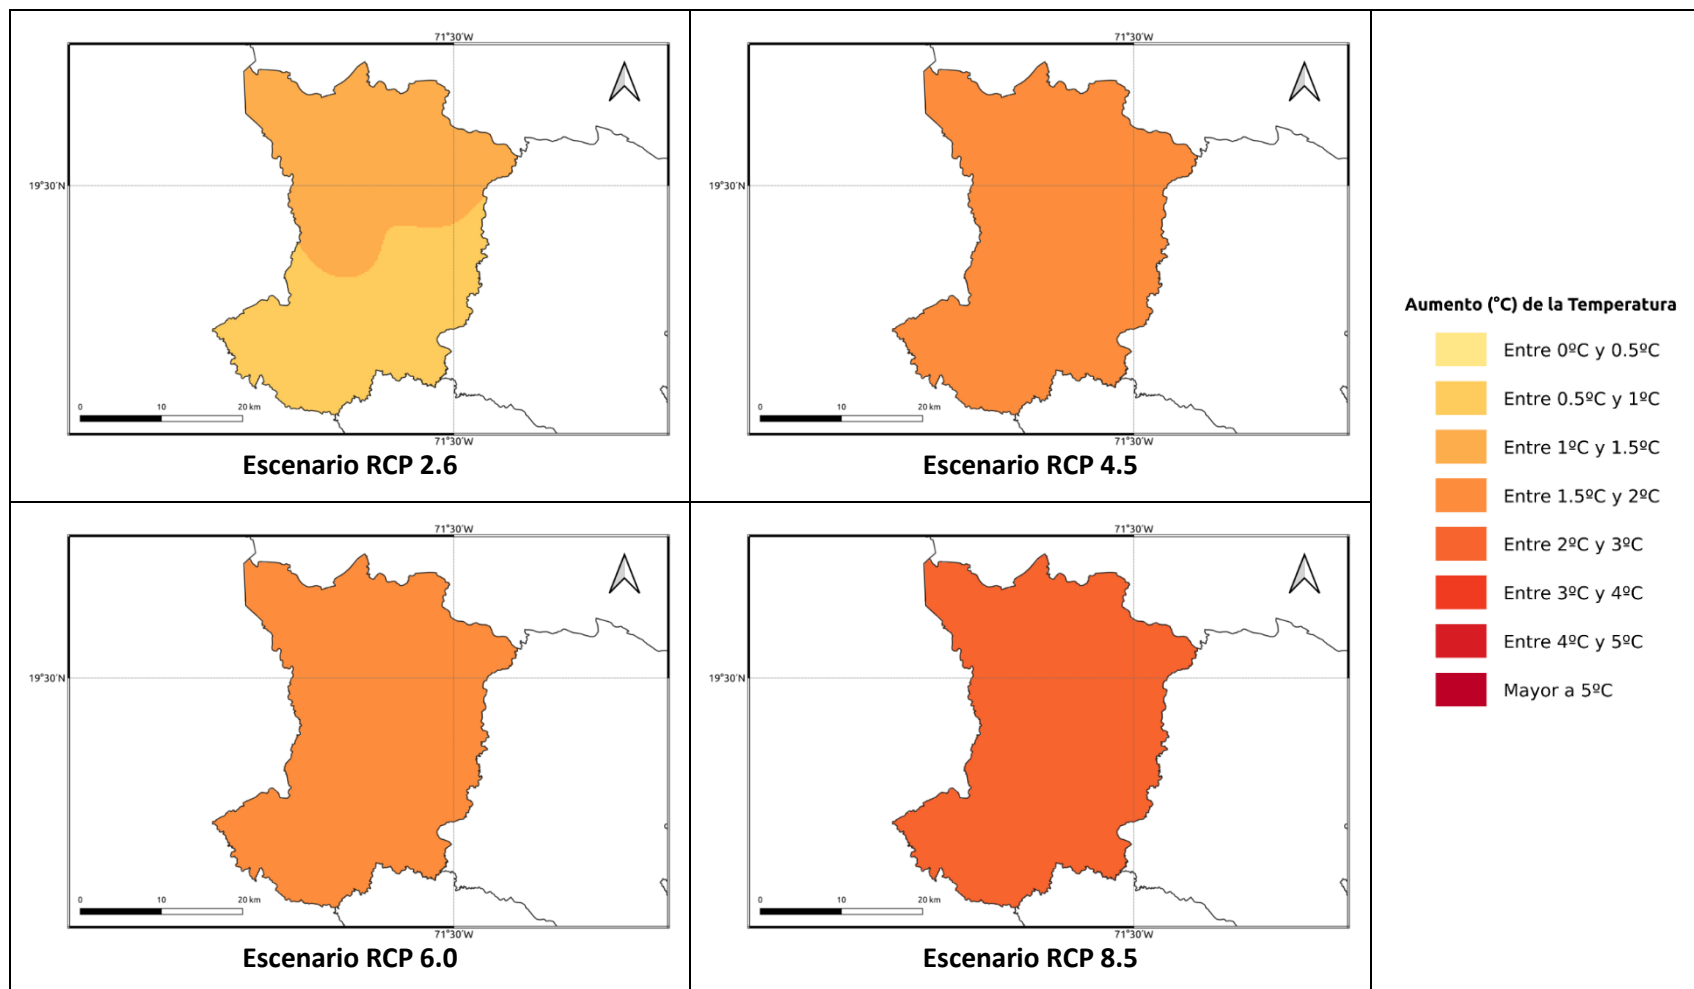 71°30'W
19°30'N
0 10 20 km
71°30'W
Escenario RCP 2.6
71°30'W
19°30'N
0 10 20 km
71°30'W
Escenario RCP 4.5
71°30'W
19°30'N
0 10 20 km
71°30'W
Escenario RCP 6.0
71°30'W
19°30'N
0 10 20 km
71°30'W
Escenario RCP 8.5
Aumento (°C) de la Temperatura
Entre 0ºC y 0.5ºC
Entre 0.5ºC y 1ºC
Entre 1ºC y 1.5ºC
Entre 1.5ºC y 2ºC
Entre 2ºC y 3ºC
Entre 3ºC y 4ºC
Entre 4ºC y 5ºC
Mayor a 5ºC